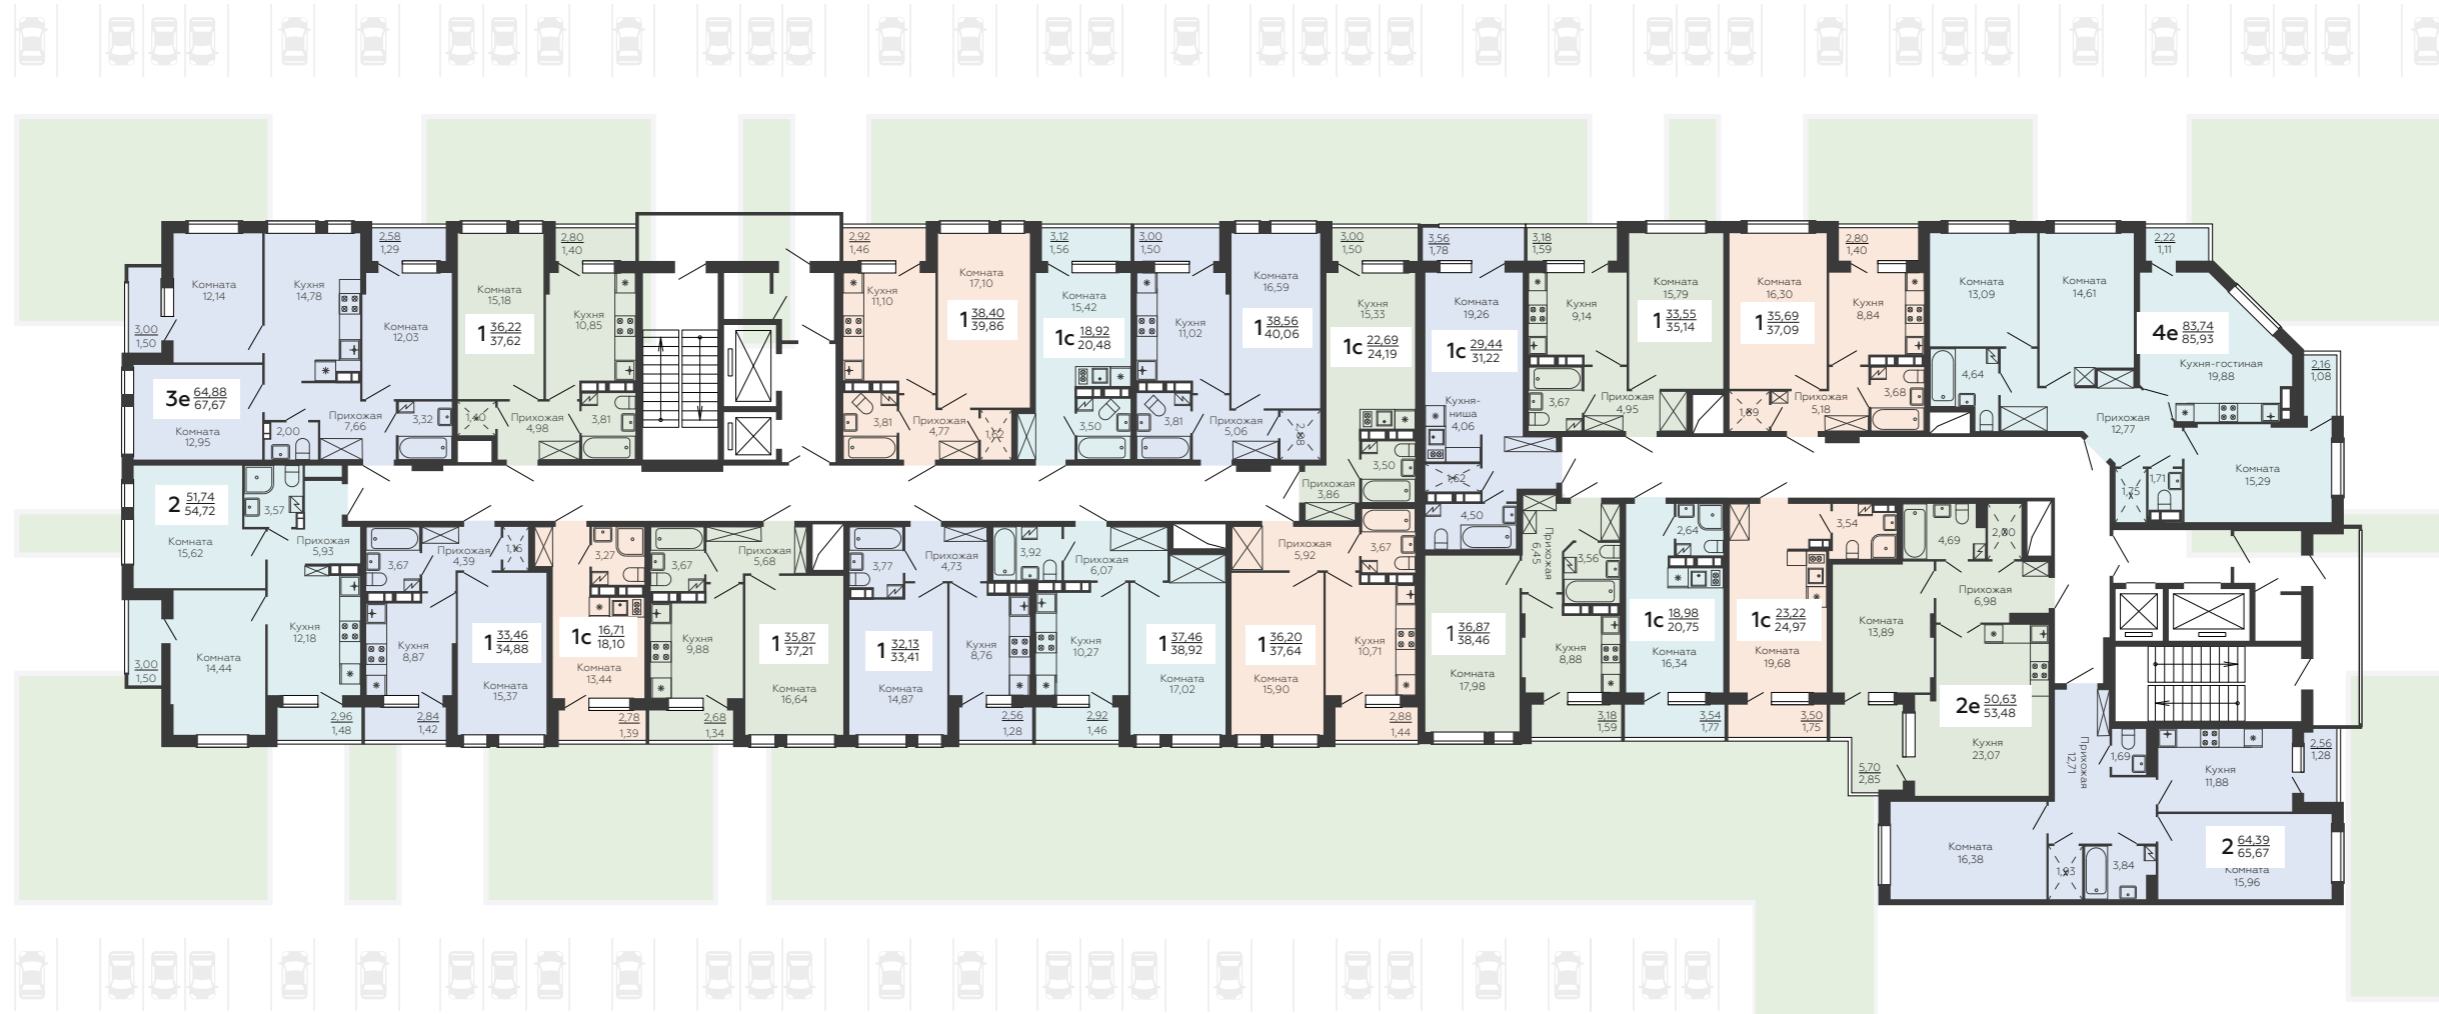 Комната
12,14
Кухня
14,78
2,58
1,29
Комната
12,03
3,00
1,50
3е 64,88
67,67
Комната
12,95
2,00
Прихожая
7,66
3,32
Комната
15,18
2,80
1,40
1 36,22
37,62
Кухня
10,85
1,40
Прихожая
4,98
3,81
2,92
1,46
Кухня
11,10
Комната
17,10
1 38,40
39,86
3,81
Прихожая
4,77
1,62
3,12
1,56
Комната
15,42
1с 18,92
20,48
3,50
3,00
1,50
Кухня
11,02
Комната
16,59
1 38,56
40,06
3,81
Прихожая
5,06
2,08
3,00
1,50
Кухня
15,33
1с 22,69
24,19
3,50
Прихожая
3,86
3,56
1,78
Комната
19,26
1с 29,44
31,22
Кухня-
ниша
4,06
1,62
4,50
3,18
1,59
Кухня
9,14
Комната
15,79
1 33,55
35,14
3,67
Прихожая
4,95
Комната
16,30
2,80
1,40
1 35,69
37,09
Кухня
8,84
1,89
Прихожая
5,18
3,68
Комната
13,09
Комната
14,61
2,22
1,11
4е 83,74
85,93
Кухня-гостиная
19,88
2,16
1,08
4,64
Прихожая
12,77
Комната
15,29
1,75
1,71
2 51,74
54,72
3,57
Комната
15,62
Прихожая
5,93
Кухня
12,18
Комната
14,44
3,00
1,50
2,96
1,48
3,67
Прихожая
4,39
1,16
Кухня
8,87
1 33,46
34,88
Комната
15,37
2,84
1,42
3,27
1с 16,71
18,10
Комната
13,44
2,78
1,39
3,67
Прихожая
5,68
Кухня
9,88
1 35,87
37,21
Комната
16,64
2,68
1,34
3,77
Прихожая
4,73
1 32,13
33,41
Кухня
8,76
Комната
14,87
2,56
1,28
3,92
Прихожая
6,07
Кухня
10,27
1 37,46
38,92
Комната
17,02
2,92
1,46
Прихожая
5,92
3,67
1 36,20
37,64
Кухня
10,71
Комната
15,90
2,88
1,44
Прихожая
6,45
3,56
1 36,87
38,46
Кухня
8,88
Комната
17,98
3,18
1,59
2,64
1с 18,98
20,75
Комната
16,34
3,54
1,77
3,54
1с 23,22
24,97
Комната
19,68
3,50
1,75
4,69
Прихожая
6,98
Комната
13,89
2е 50,63
53,48
Кухня
23,07
5,70
2,85
Прихожая
12,71
1,69
Кухня
11,88
2,56
1,28
Комната
16,38
1,93
3,84
2 64,39
65,67
Комната
15,96